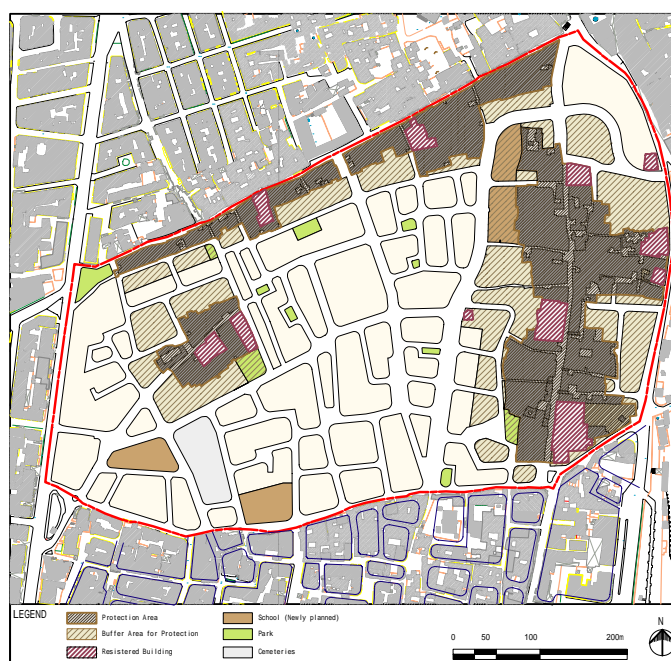 LEGEND
Protection Area
Buffer Area for Protection
Resistered Building
School (Newly planned)
Park
Cemeteries
0 50 100 200m
N